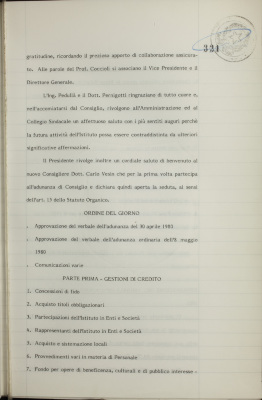 331
gratitudine, ricordando il prezioso apporto di collaborazione assicura-
to. Alle parole del Prof. Coccioli si associano il Vice Presidente e il
Direttore Generale.
L'Ing. Pedullà e il Dott. Persigotti ringraziano di tutto cuore e,
nell'accomiatarsi dal Consiglio, rivolgono all'Amministrazione ed al
Collegio Sindacale un affettuoso saluto con i più sentiti auguri perché
la futura attività dell'Istituto possa essere contraddistinta da ulteriori
significative affermazioni.
Il Presidente rivolge inoltre un cordiale saluto di benvenuto al
nuovo Consigliere Dott. Carlo Vosio che per la prima volta partecipa
all'adunanza di Consiglio e dichiara quindi aperta la seduta, ai sensi
dell'art. 15 dello Statuto Organico.
ORDINE DEL GIORNO
. Approvazione del verbale dell'adunanza del 30 aprile 1980
. Approvazione del verbale dell'adunanza ordinaria dell'8 maggio
1980
. Comunicazioni varie
PARTE PRIMA - GESTIONI DI CREDITO
1. Concessioni di fido
2. Acquisto titoli obbligazionari
3. Partecipazioni dell'Istituto in Enti e Società
4. Rappresentanti dell'Istituto in Enti e Società
5. Acquisto e sistemazione locali
6. Provvedimenti vari in materia di Personale
7. Fondo per opere di beneficenza, culturali e di pubblico interesse -